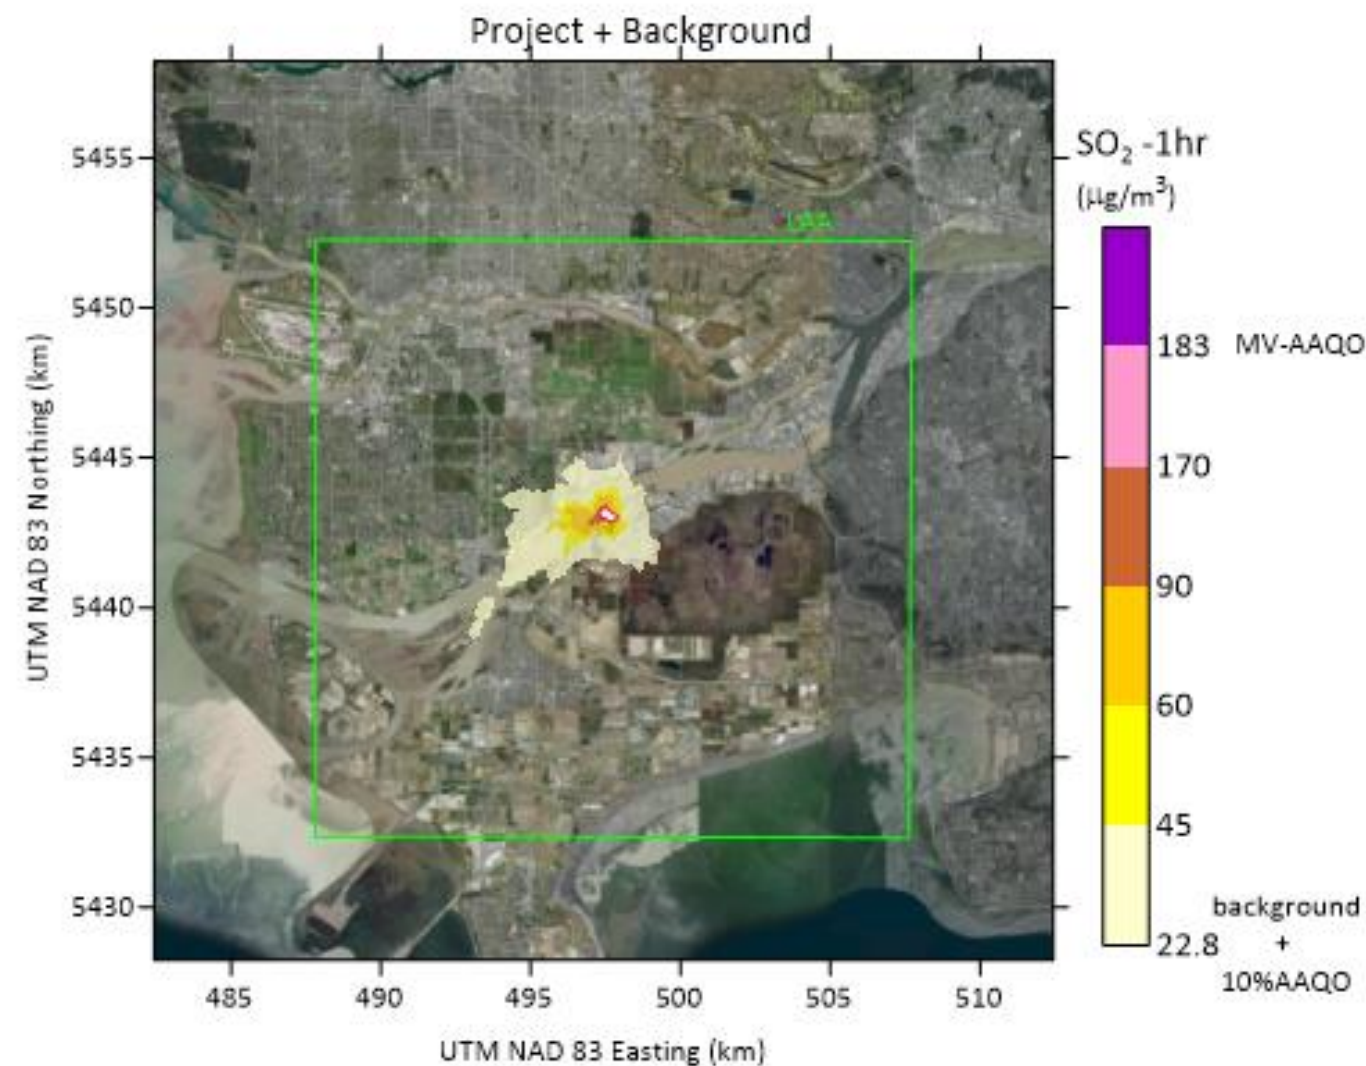 Project + Background
SO₂ -1hr
(μg/m³)
5455
5450
5445
5440
5435
5430
UTM NAD 83 Northing (km)
LAA
183 MV-AAQO
170
90
60
45
22.8
background
+
10%AAQO
485 490 495 500 505 510
UTM NAD 83 Easting (km)